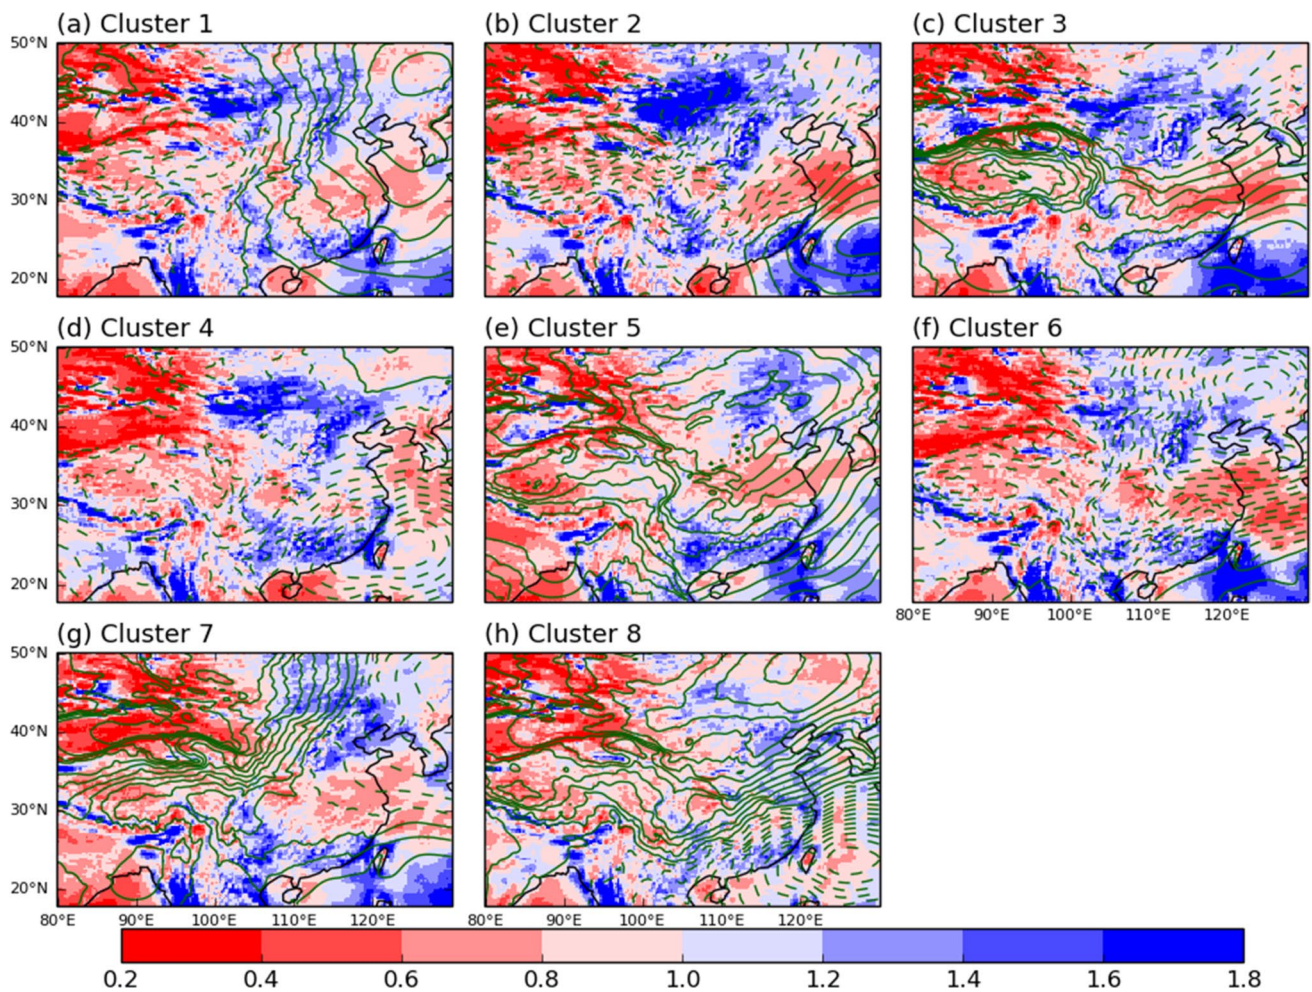 (a) Cluster 1
(b) Cluster 2
(c) Cluster 3
50°N
40°N
30°N
20°N
(d) Cluster 4
(e) Cluster 5
(f) Cluster 6
50°N
40°N
30°N
20°N
80°E 90°E 100°E 110°E 120°E
(g) Cluster 7
(h) Cluster 8
50°N
40°N
30°N
20°N
80°E 90°E 100°E 110°E 120°E
80°E 90°E 100°E 110°E 120°E
0.2 0.4 0.6 0.8 1.0 1.2 1.4 1.6 1.8